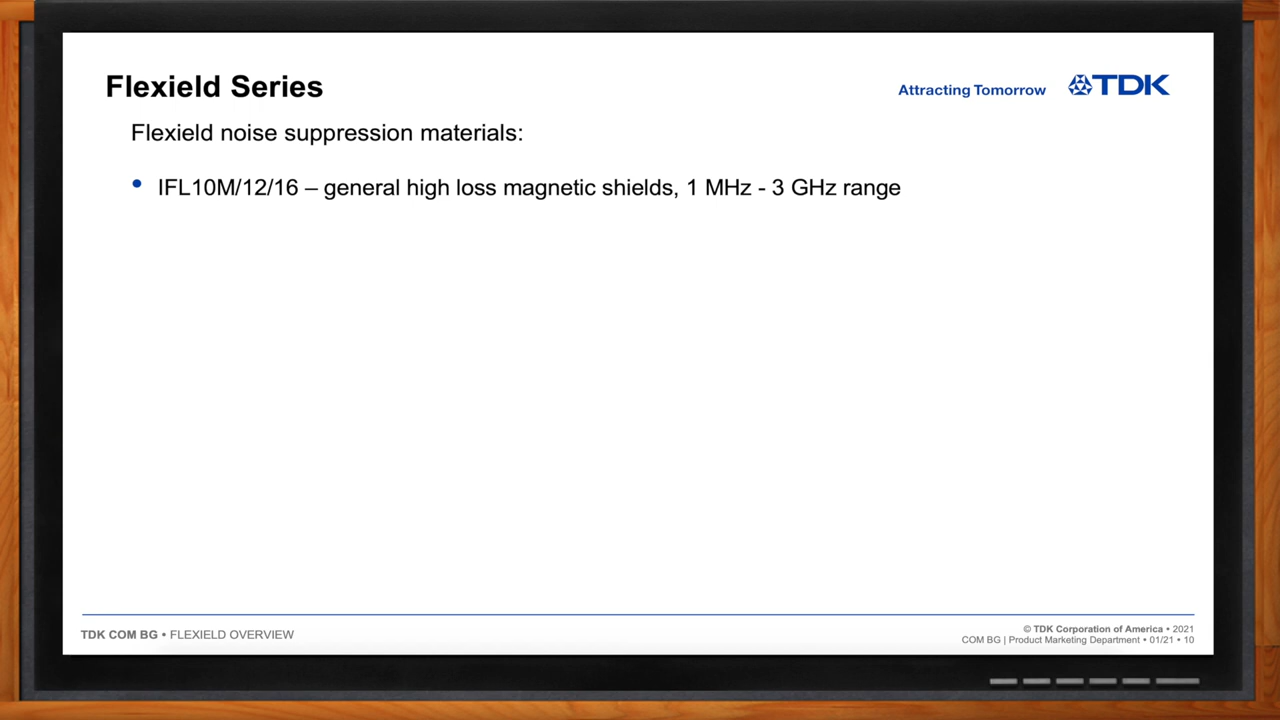 Flexield Series
Attracting Tomorrow
TDK
Flexield noise suppression materials:
• IFL10M/12/16 – general high loss magnetic shields, 1 MHz - 3 GHz range
TDK COM BG • FLEXIELD OVERVIEW
© TDK Corporation of America • 2021
COM BG | Product Marketing Department • 01/21 • 10